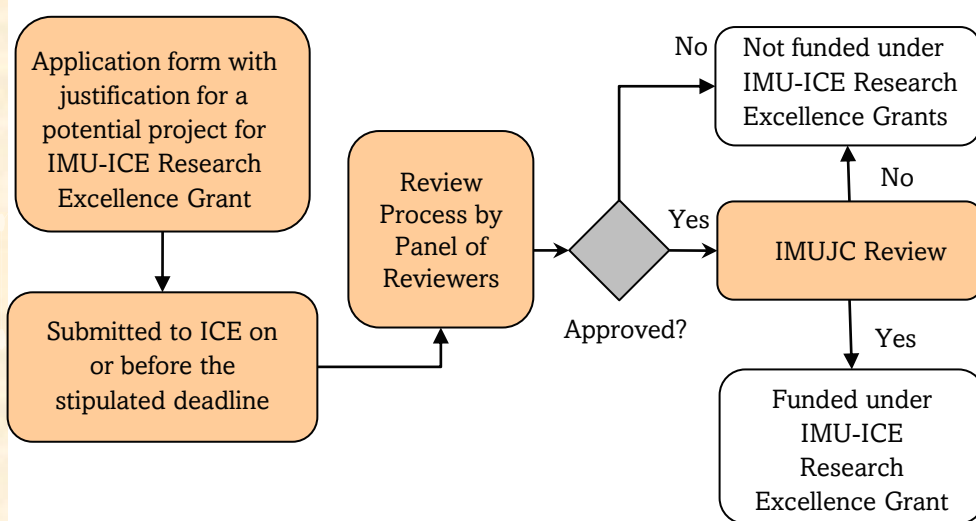 Application form with
justification for a
potential project for
IMU-ICE Research
Excellence Grant
Submitted to ICE on
or before the
stipulated deadline
Review
Process by
Panel of
Reviewers
Approved?
No
Yes
Not funded under
IMU-ICE Research
Excellence Grants
No
IMUJC Review
Yes
Funded under
IMU-ICE
Research
Excellence Grant